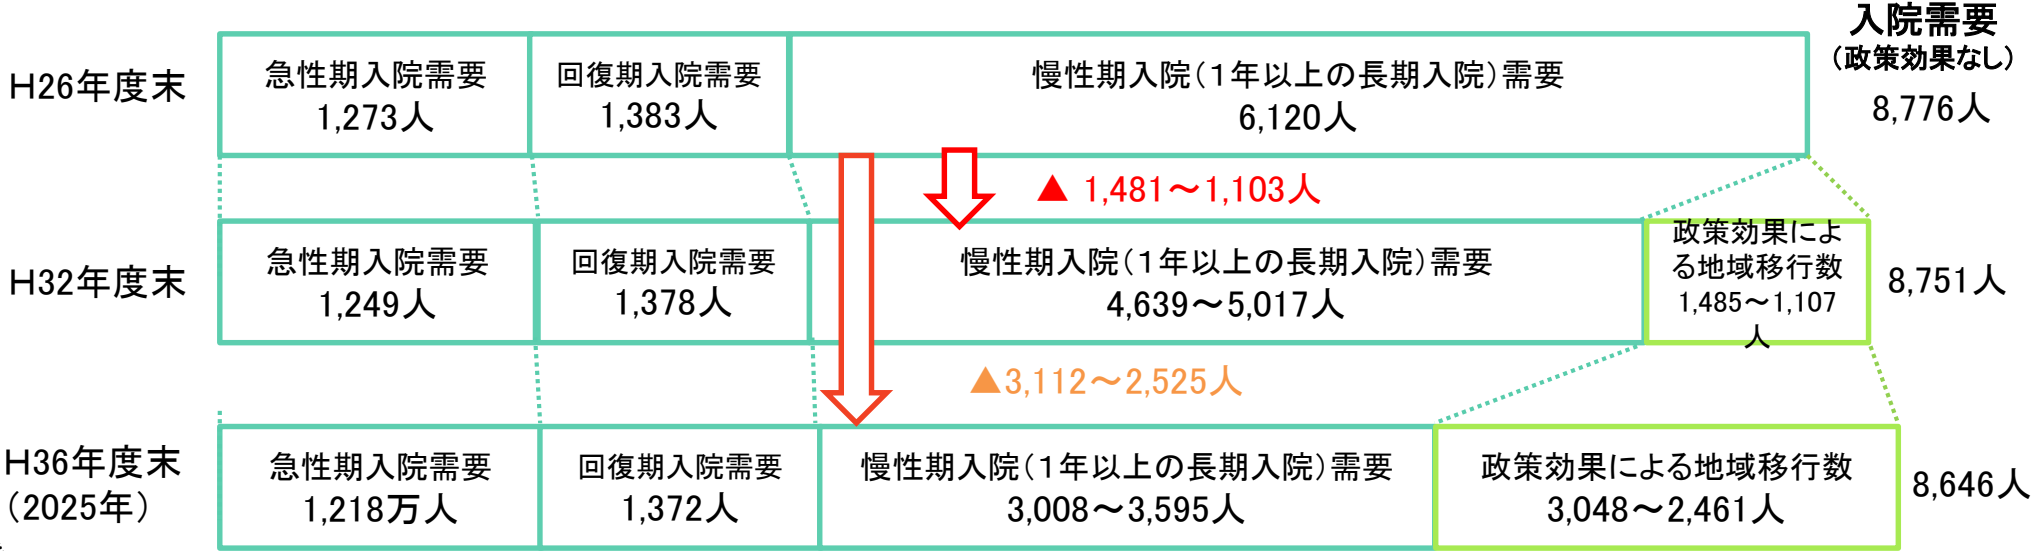 入院需要
（政策効果なし）
H26年度末
急性期入院需要
1,273人
回復期入院需要
1,383人
慢性期入院（１年以上の長期入院）需要
6,120人
8,776人
▲ 1,481～1,103人
H32年度末
急性期入院需要
1,249人
回復期入院需要
1,378人
慢性期入院（１年以上の長期入院）需要
4,639～5,017人
政策効果によ
る地域移行数
1,485～1,107
人
8,751人
▲3,112～2,525人
H36年度末
（2025年）
急性期入院需要
1,218万人
回復期入院需要
1,372人
慢性期入院（１年以上の長期入院）需要
3,008～3,595人
政策効果による地域移行数
3,048～2,461人
8,646人